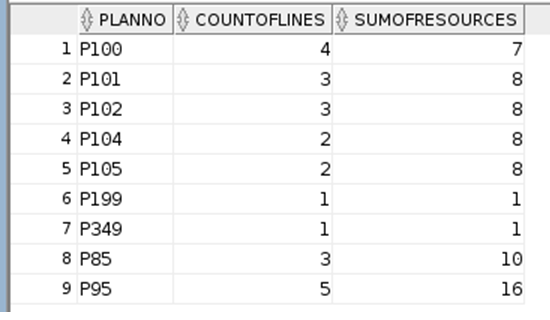 PLANNO COUNTOFLINES SUMOFRESOURCES
1 P100 4 7
2 P101 3 8
3 P102 3 8
4 P104 2 8
5 P105 2 8
6 P199 1 1
7 P349 1 1
8 P85 3 10
9 P95 5 16